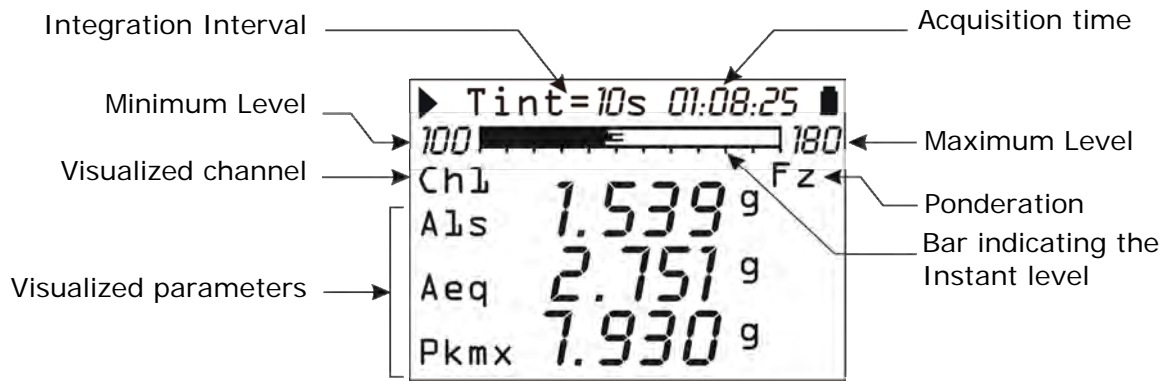 Integration Interval
Acquisition time
Minimum Level
Tint=10s 01:08:25
100
180
Maximum Level
Visualized channel
Ch1
Fz
Ponderation
A1s 1.539 g
Bar indicating the
Instant level
Visualized parameters
Aeq 2.751 g
Pkmx 7.930 g